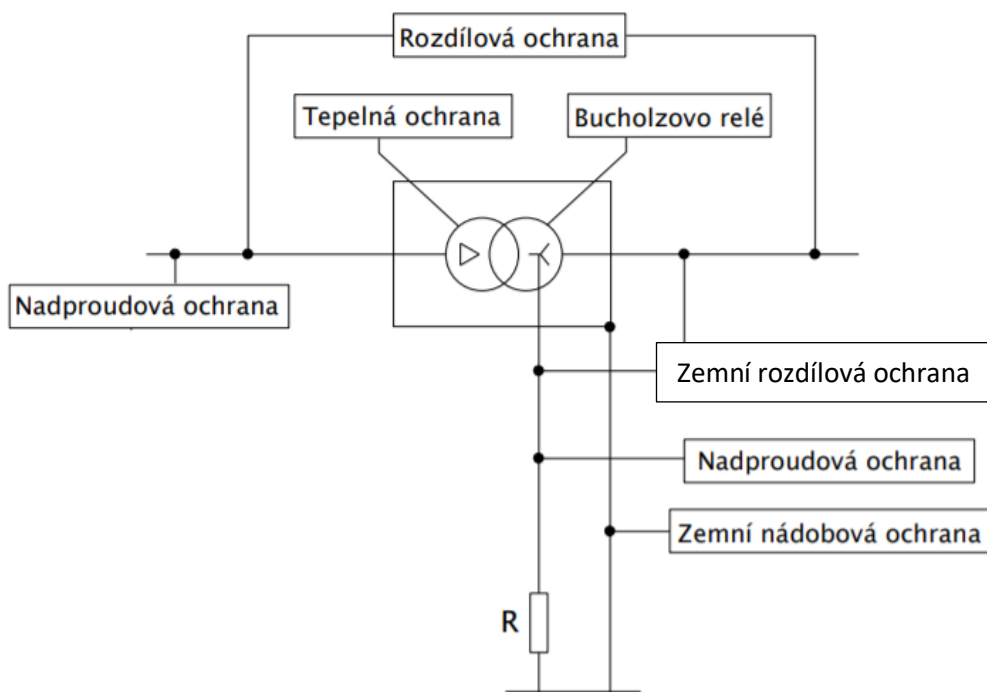 Rozdílová ochrana
Tepelná ochrana
Bucholzovo relé
Nadproudová ochrana
Zemní rozdílová ochrana
Nadproudová ochrana
Zemní nádobová ochrana
R